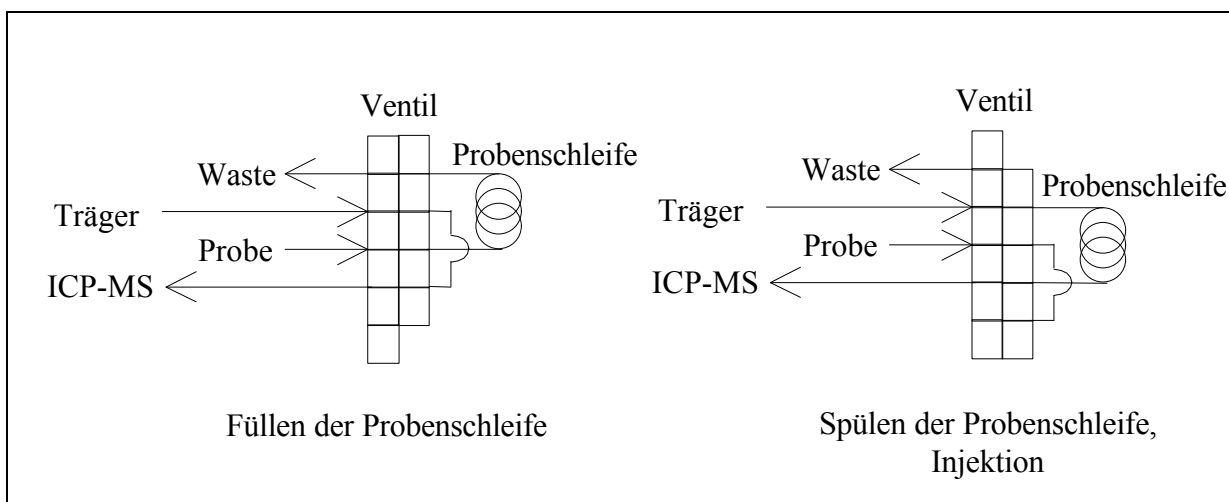 Ventil
Probenschleife
Waste
Träger
Probe
ICP-MS
Füllen der Probenschleife
Ventil
Waste
Probenschleife
Träger
Probe
ICP-MS
Spülen der Probenschleife,
Injektion